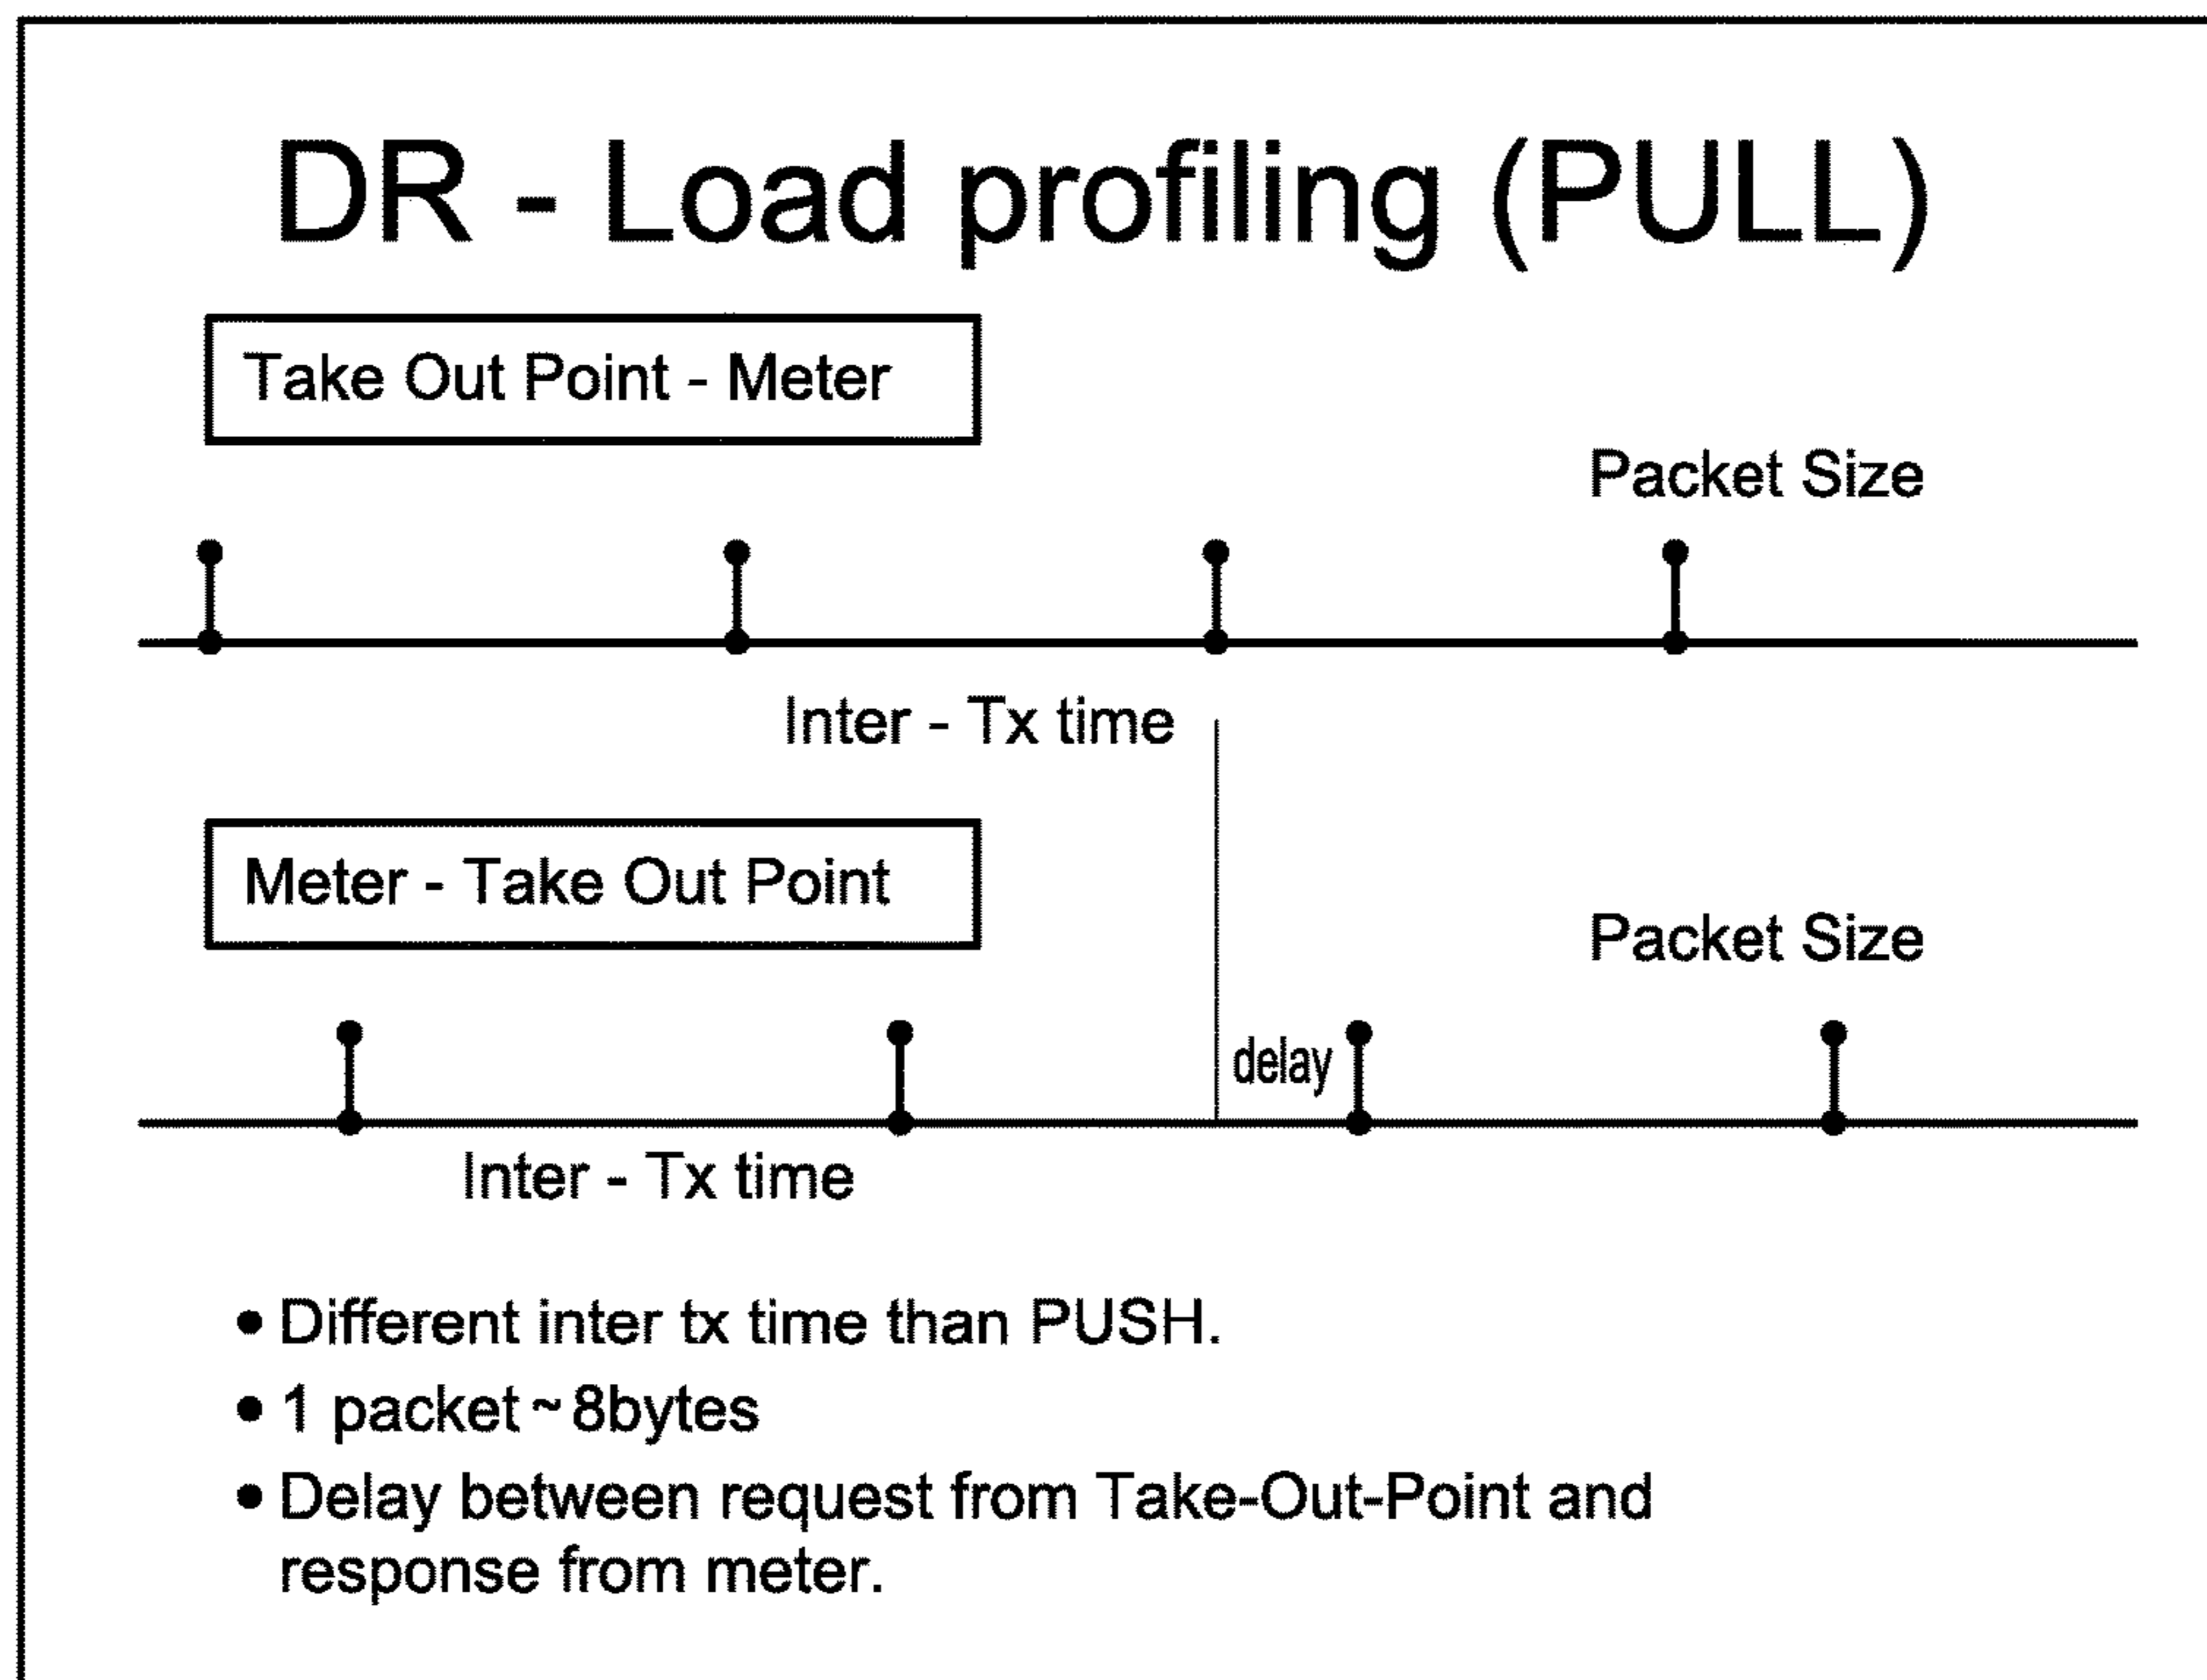 DR - Load profiling (PULL)
Take Out Point - Meter
Packet Size
Inter - Tx time
Meter - Take Out Point
Packet Size
delay
Inter - Tx time
• Different inter tx time than PUSH.
• 1 packet ~ 8bytes
• Delay between request from Take-Out-Point and
response from meter.